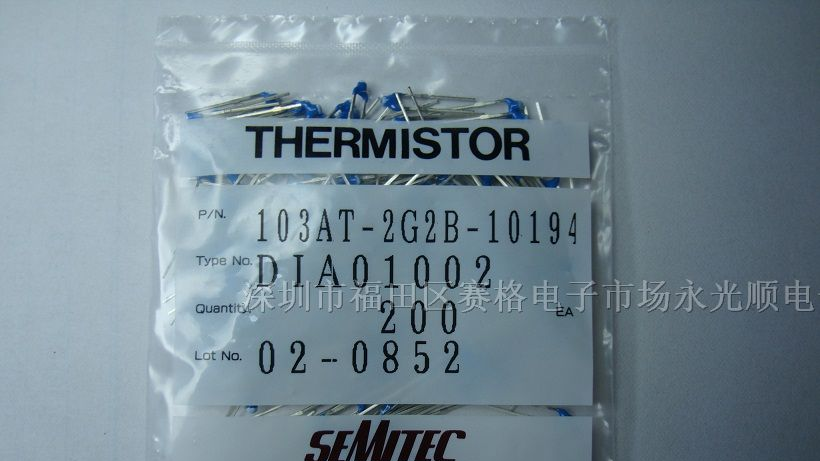 THERMISTOR
P/N. 103AT-2G2B-10194
Type No. DIA01002
深圳市福田区赛格电子市场永光顺电
Quantity 200 EA
Lot No. 02-0852
SEMITEC